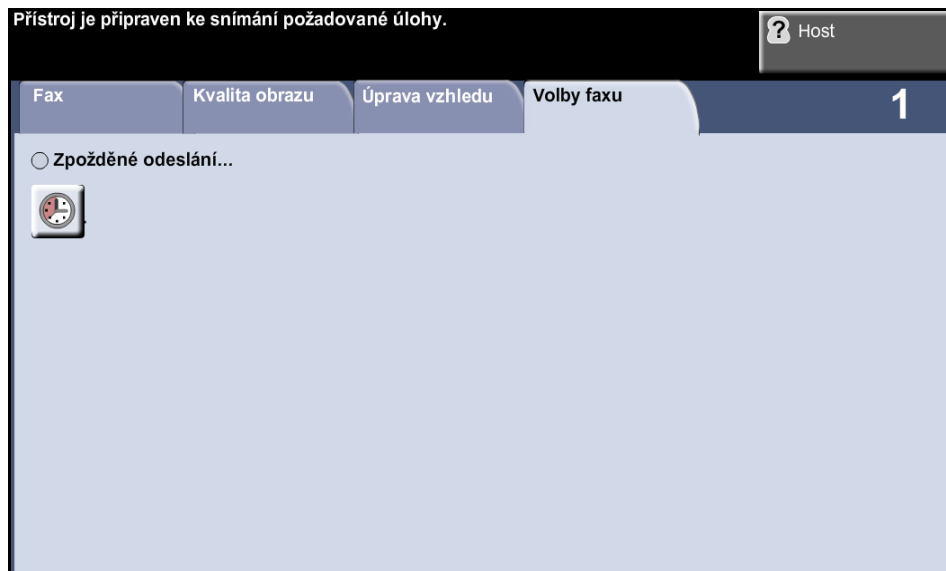 Přístroj je připraven ke snímání požadované úlohy.
? Host
Fax
Kvalita obrazu
Úprava vzhledu
Volby faxu
1
Zpožděné odeslání...